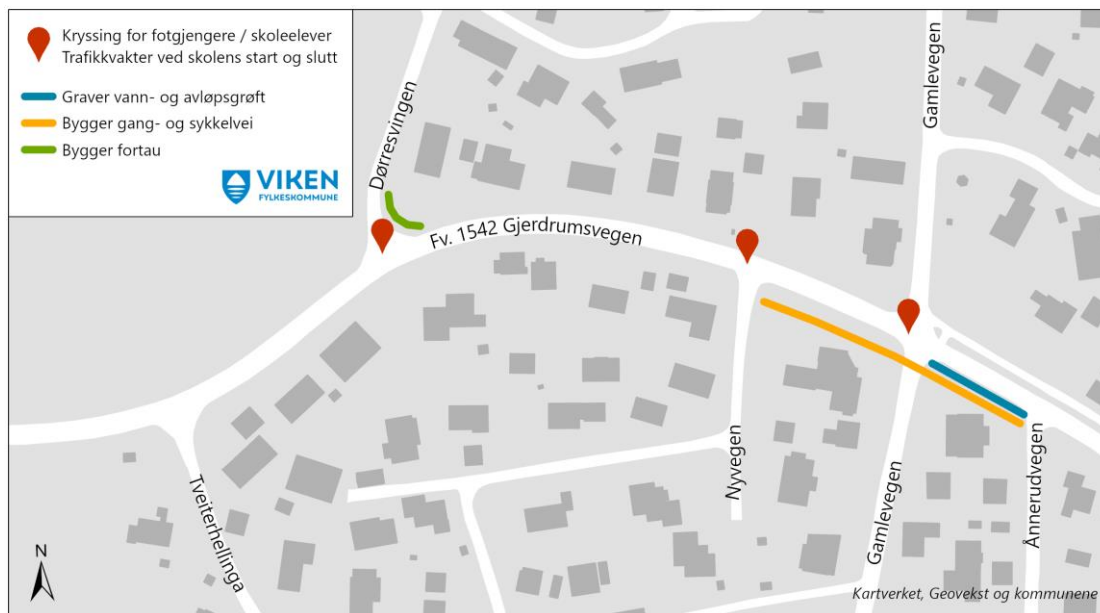 Kryssing for fotgjengere / skoleelever
Trafikkvakter ved skolens start og slutt
Graver vann- og avløpsgrøft
Bygger gang- og sykkelvei
Bygger fortau
VIKEN
FYLKESKOMMUNE
Dørresvingen
Gamlevegen
Fv. 1542 Gjerdrumsvegen
Tveiterhellinga
Nyvegen
Gamlevegen
Ånnerudvegen
N
Kartverket, Geovekst og kommunene